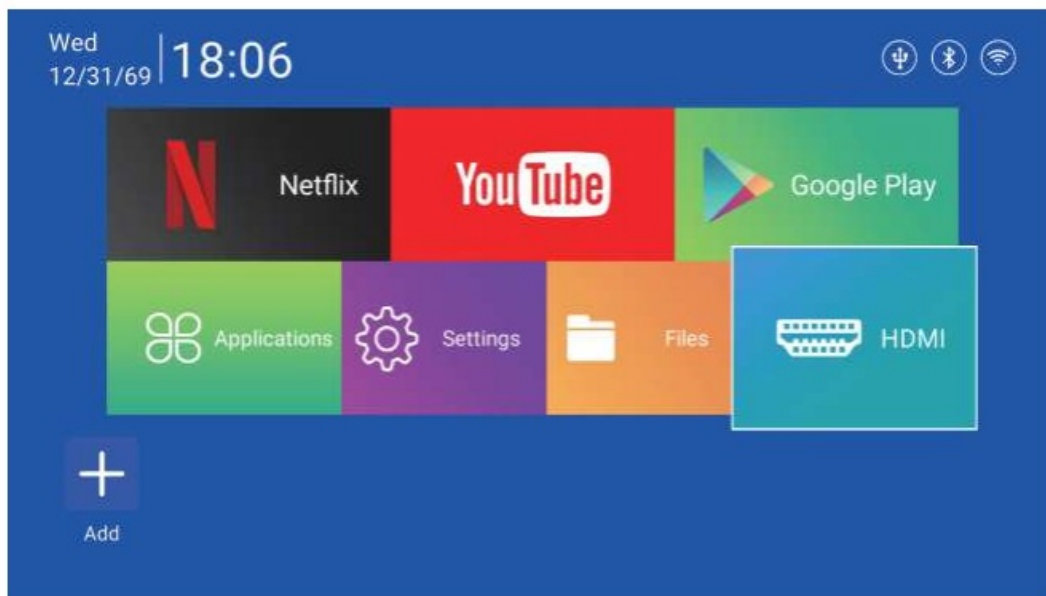 Wed
12/31/69
18:06
Netflix
YouTube
Google Play
Applications
Settings
Files
HDMI
Add